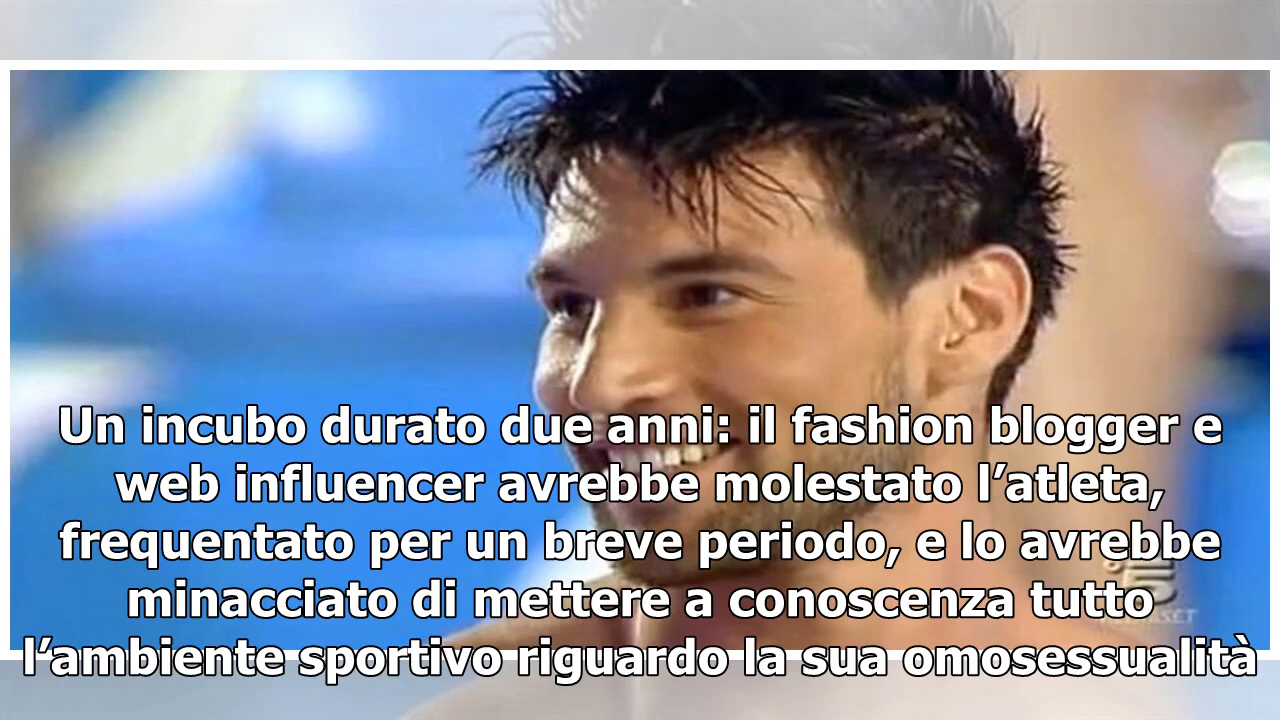 Un incubo durato due anni: il fashion blogger e
web influencer avrebbe molestato l’atleta,
frequentato per un breve periodo, e lo avrebbe
minacciato di mettere a conoscenza tutto
l’ambiente sportivo riguardo la sua omosessualità